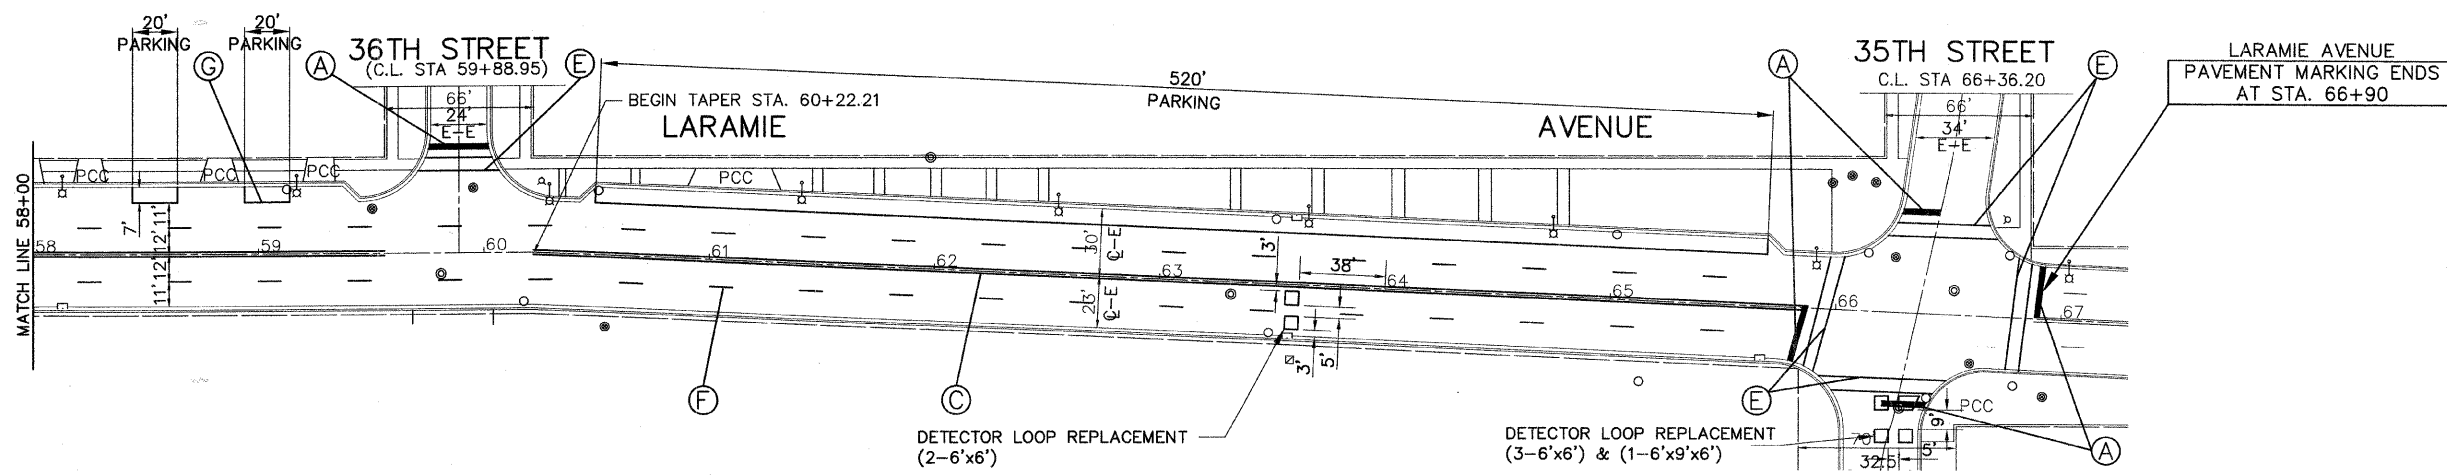 20'
PARKING
20'
PARKING
G
A
36TH STREET
(C.L. STA 59+88.95)
E
66'
24'
E-E
BEGIN TAPER STA. 60+22.21
LARAMIE
520'
PARKING
AVENUE
A
35TH STREET
C.L. STA 66+36.20
E
66'
34'
E-E
LARAMIE AVENUE
PAVEMENT MARKING ENDS
AT STA. 66+90
MATCH LINE 58+00
PCC
PCC
PCC
PCC
7'
11'
12'
12'
11'
58
59
60
61
62
63
64
65
66
67
30'
℄-E
23'
℄-E
3'
38'
3'
5'
F
C
E
A
DETECTOR LOOP REPLACEMENT
(2-6'x6')
DETECTOR LOOP REPLACEMENT
(3-6'x6') & (1-6'x9'x6')
PCC
9'
5'
70'